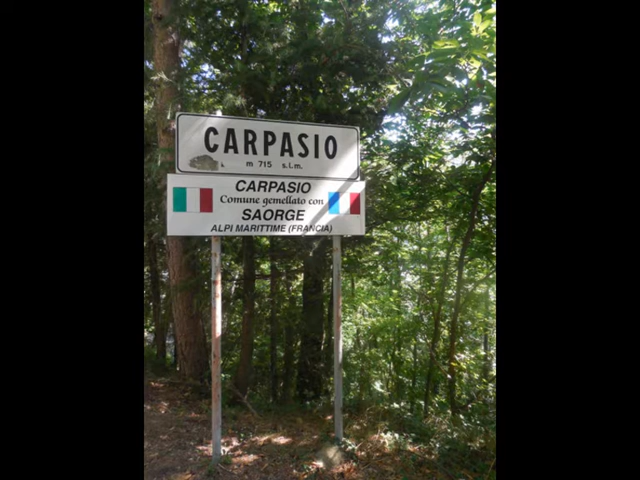 CARPASIO
m 715 s.l.m.
CARPASIO
Comune gemellato con
SAORGE
ALPI MARITTIME (FRANCIA)